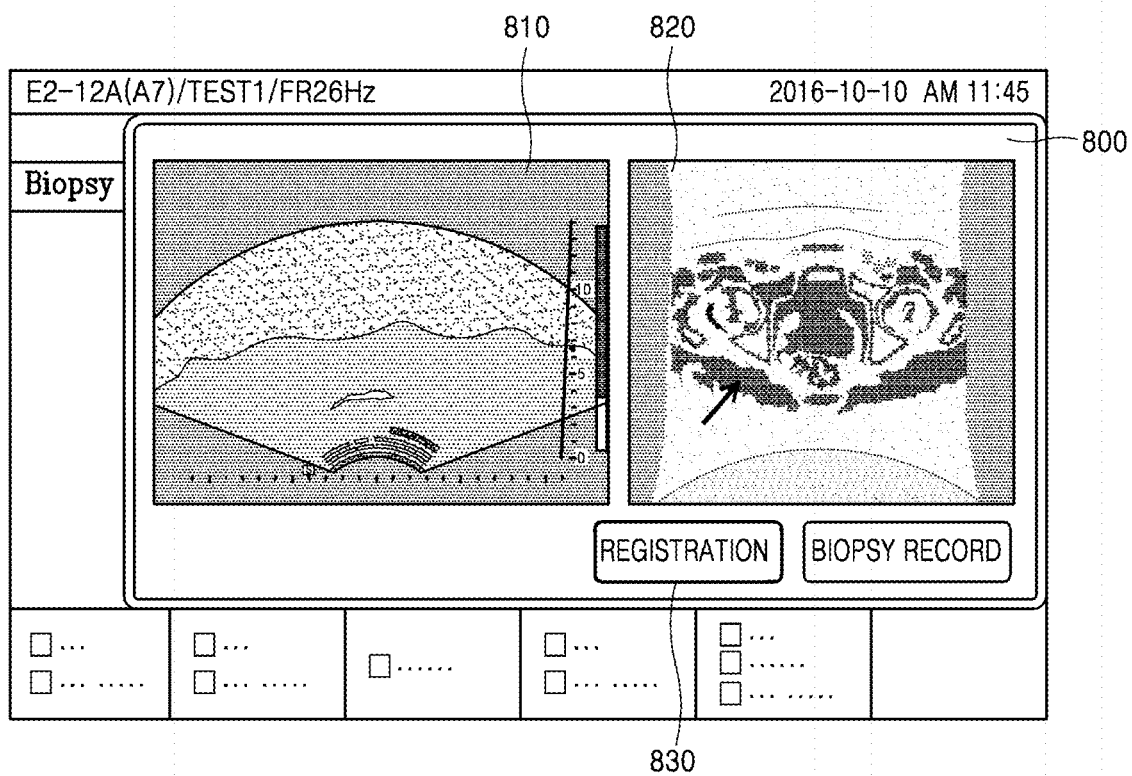 810 820
E2-12A(A7)/TEST1/FR26Hz 2016-10-10 AM 11:45
800
Biopsy
10
5
0
REGISTRATION BIOPSY RECORD
... ... ... ...
...... ......
... ..... ... ..... ... ..... ... .....
830